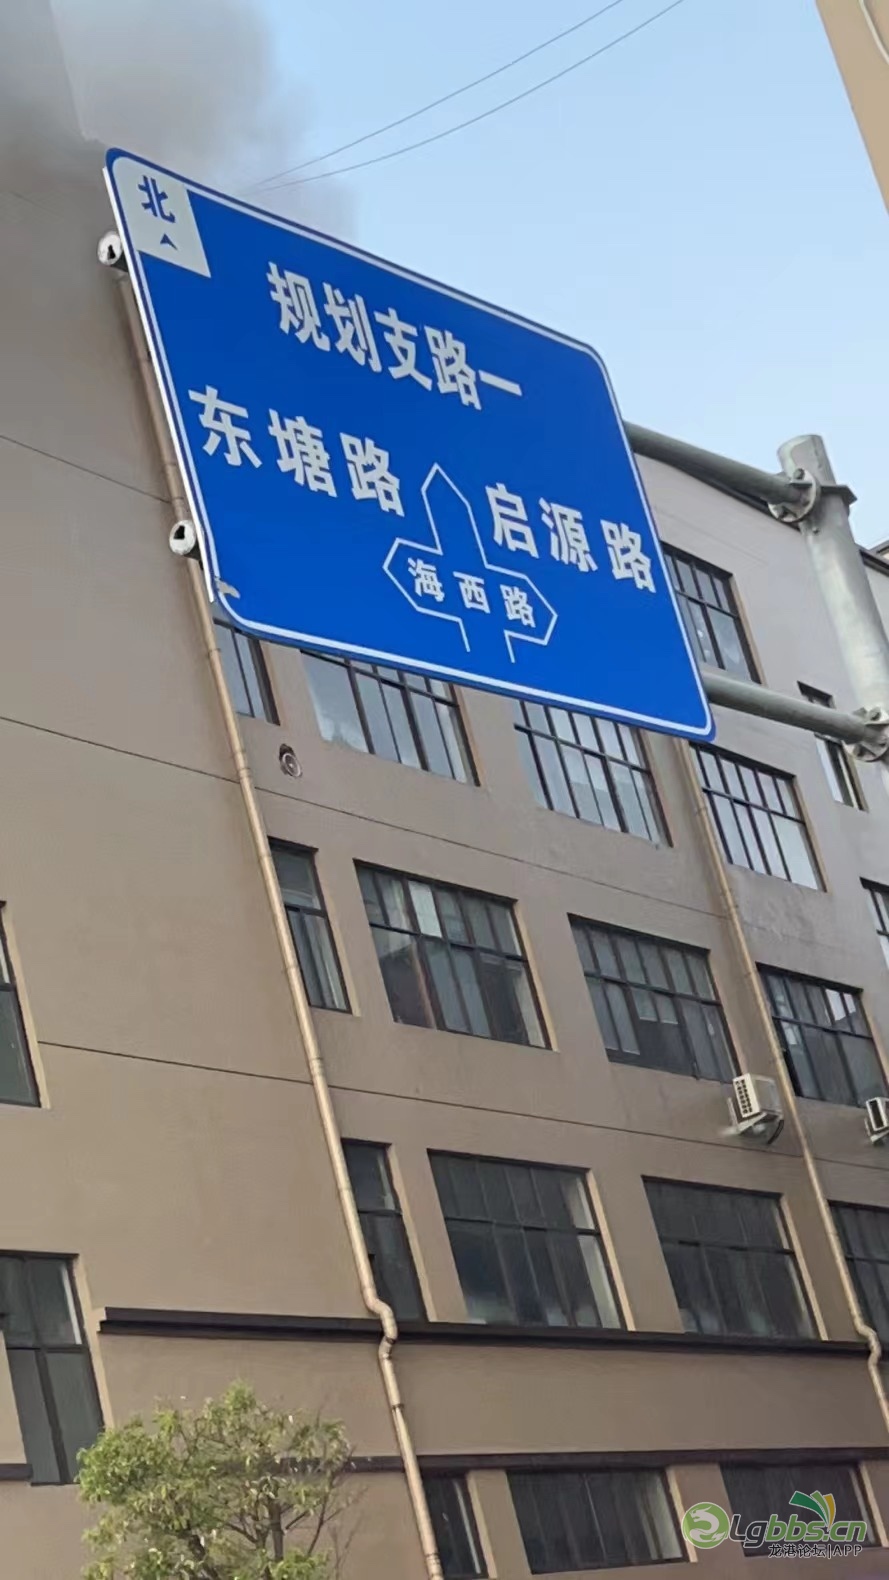 北
规划支路一
东塘路 启源路
海西路
Lgbbs.cn
龙港论坛|APP